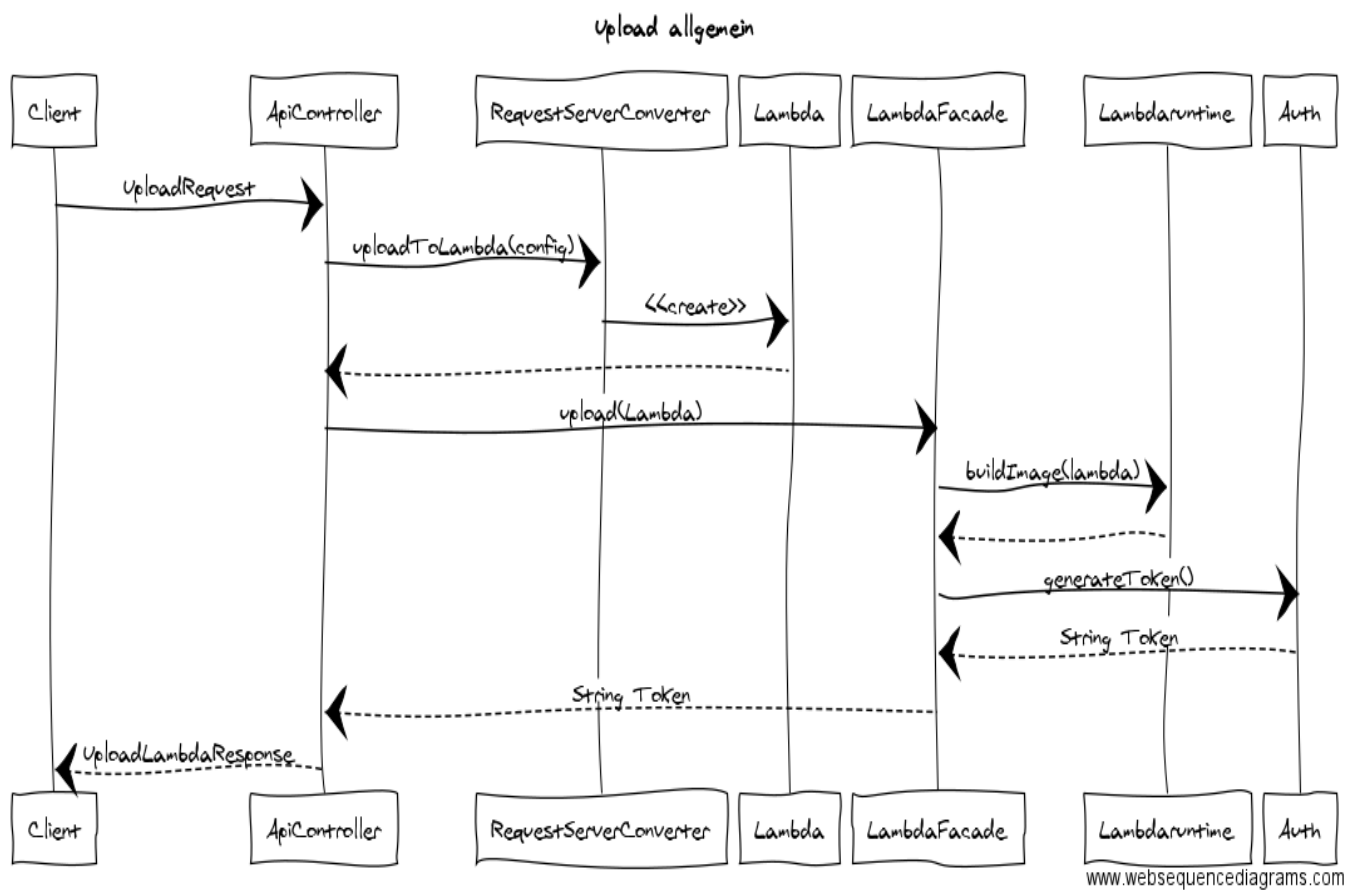 Upload allgemein
Client ApiController RequestServerConverter Lambda LambdaFacade Lambdaruntime Auth
UploadRequest
uploadToLambda(config)
<<create>>
upload(Lambda)
buildImage(lambda)
generateToken()
String Token
String Token
UploadLambdaResponse
Client ApiController RequestServerConverter Lambda LambdaFacade Lambdaruntime Auth
www.websequencediagrams.com